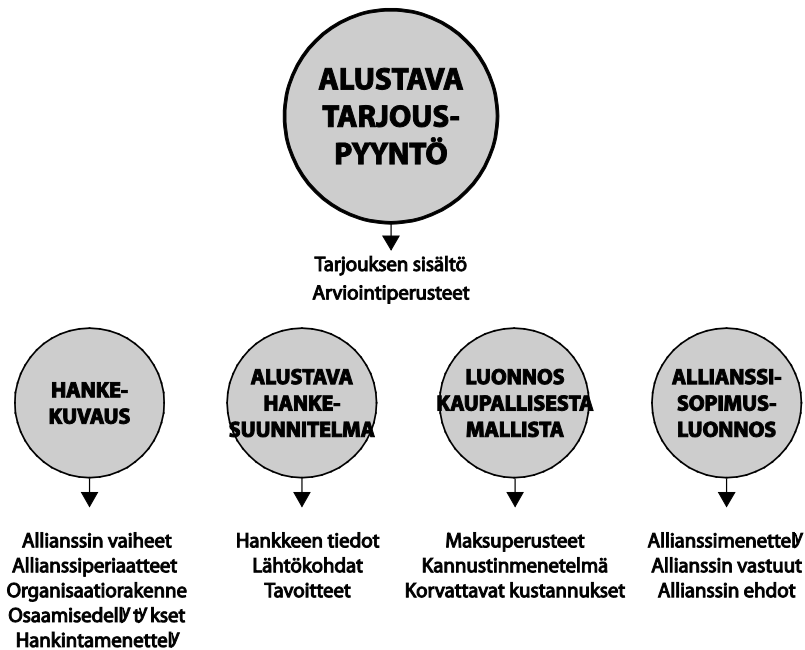 ALUSTAVA
TARJOUS-
PYYNTÖ
Tarjouksen sisältö
Arviointiperusteet
HANKE-
KUVAUS
Allianssin vaiheet
Allianssiperiaatteet
Organisaatiorakenne
Osaamisedellytykset
Hankintamenettely
ALUSTAVA
HANKE-
SUUNNITELMA
Hankkeen tiedot
Lähtökohdat
Tavoitteet
LUONNOS
KAUPALLISESTA
MALLISTA
Maksuperusteet
Kannustinmenetelmä
Korvattavat kustannukset
ALLIANSSI-
SOPIMUS-
LUONNOS
Allianssimenettely
Allianssin vastuut
Allianssin ehdot